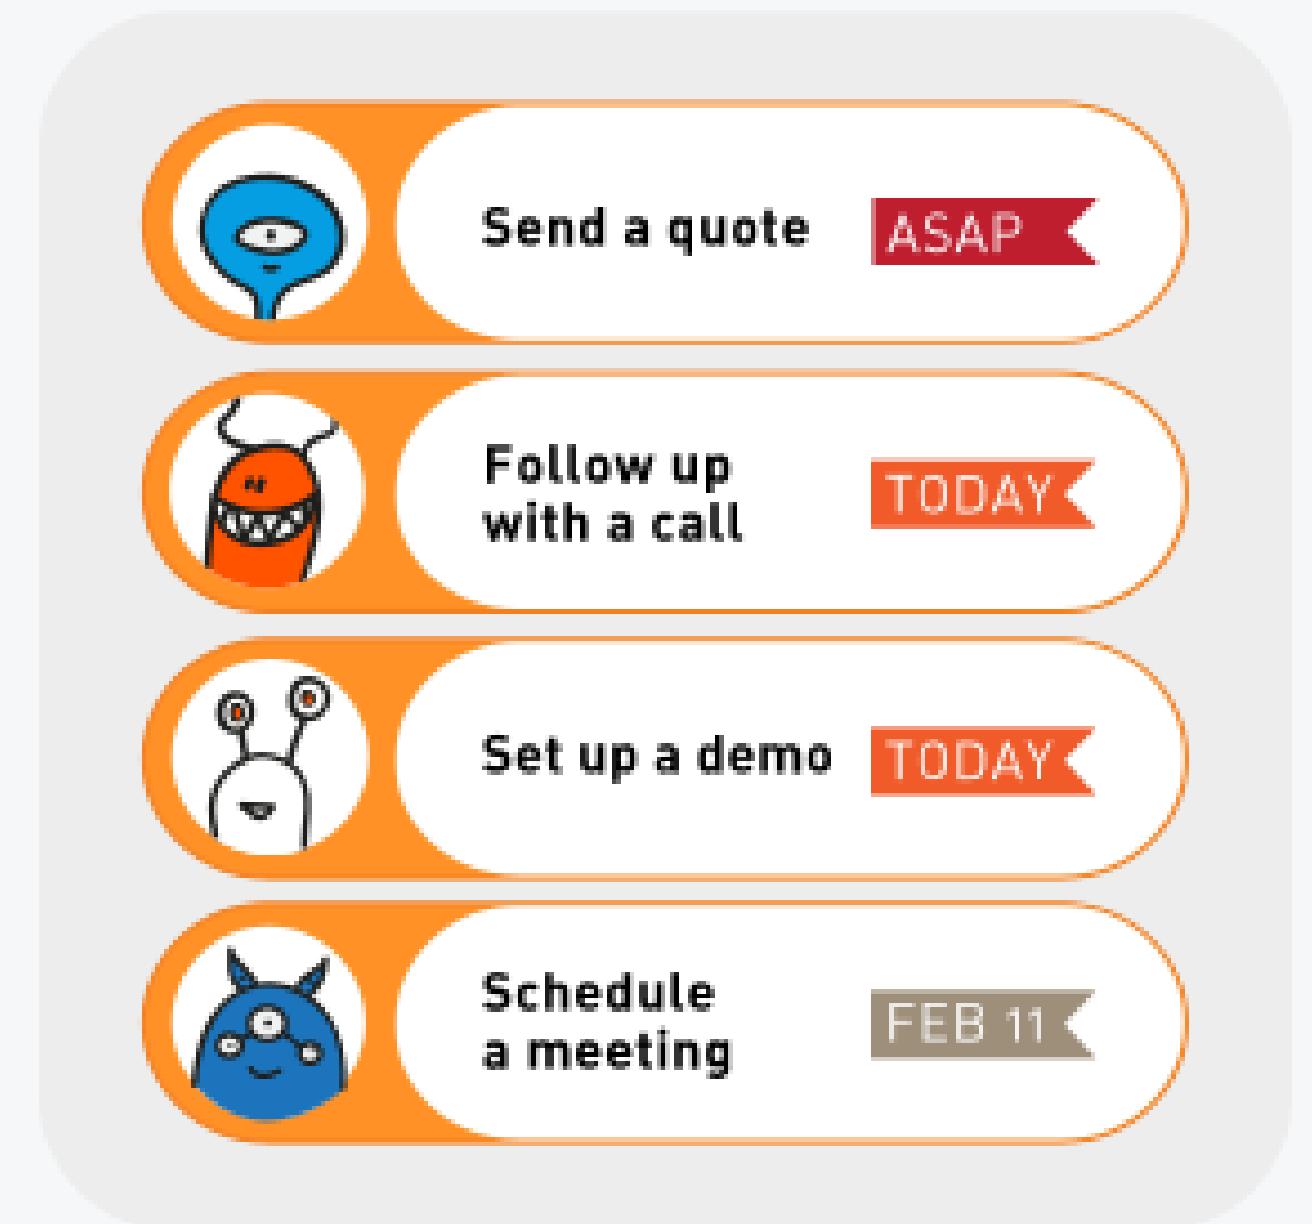 Send a quote
ASAP
Follow up
with a call
TODAY
Set up a demo
TODAY
Schedule
a meeting
FEB 11